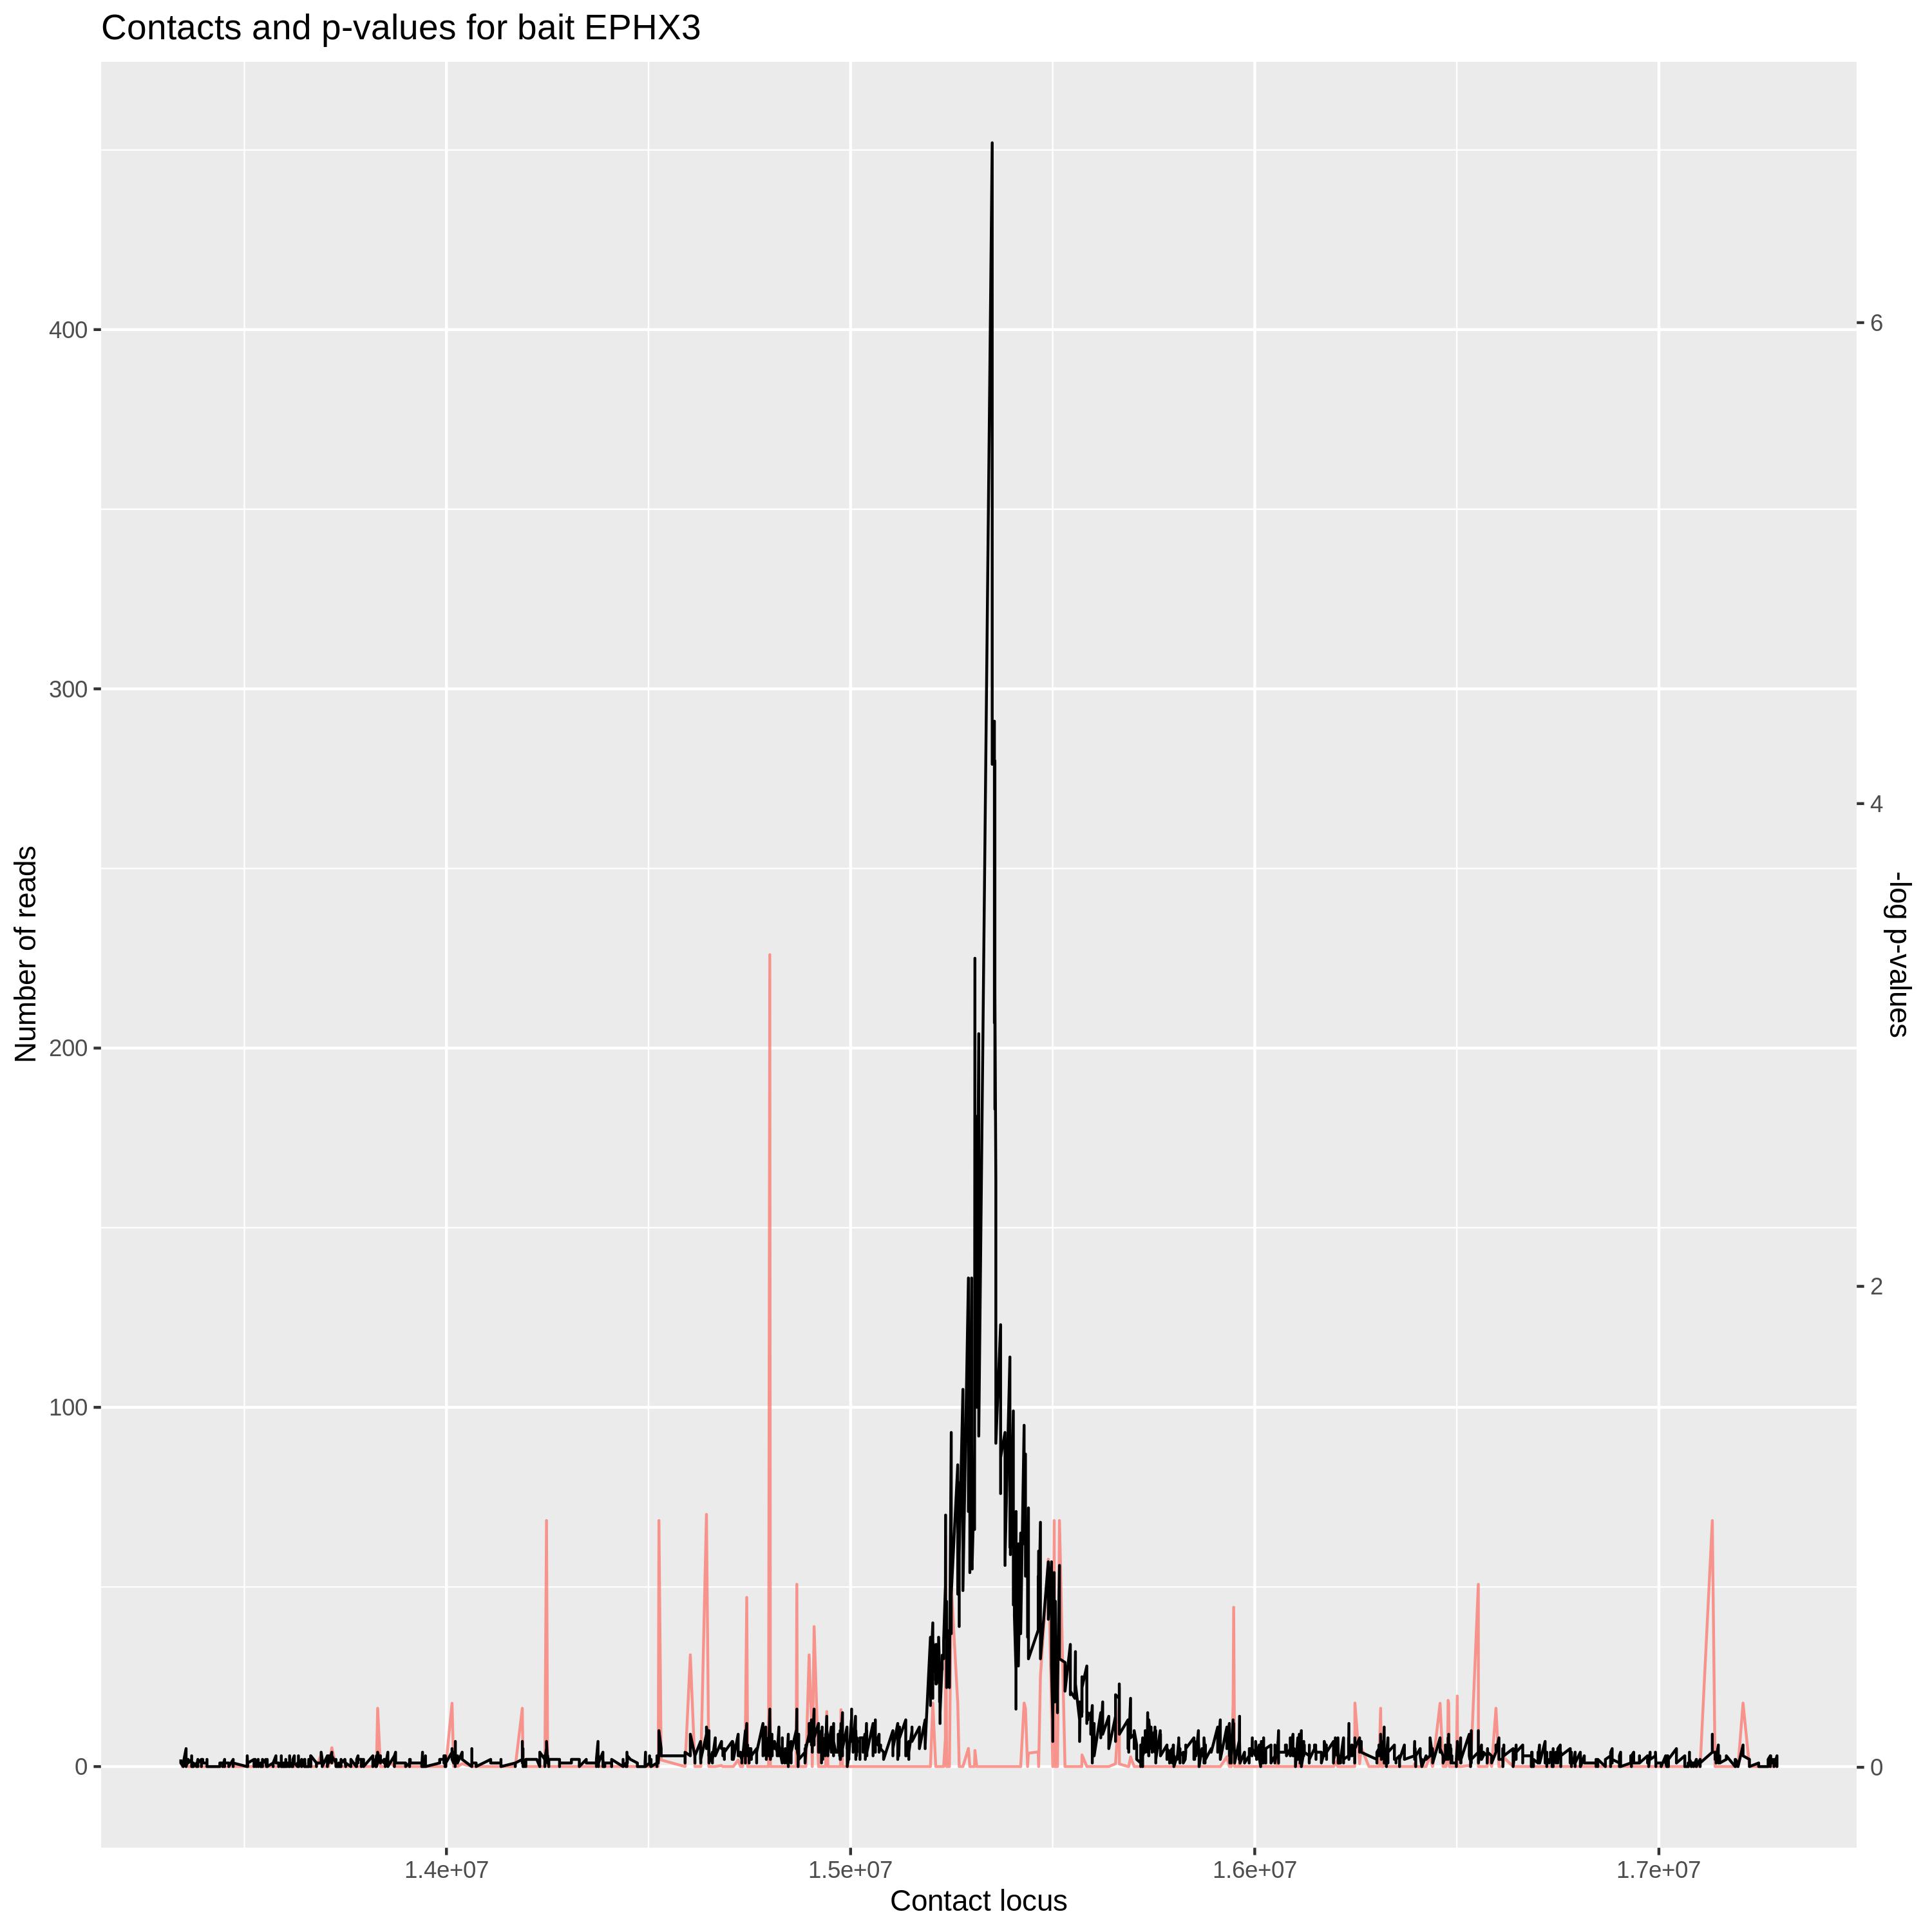 Contacts and p-values for bait EPHX3
Number of reads
400
300
200
100
0
6
4
2
0
-log p-values
1.4e+07
1.5e+07
1.6e+07
1.7e+07
Contact locus